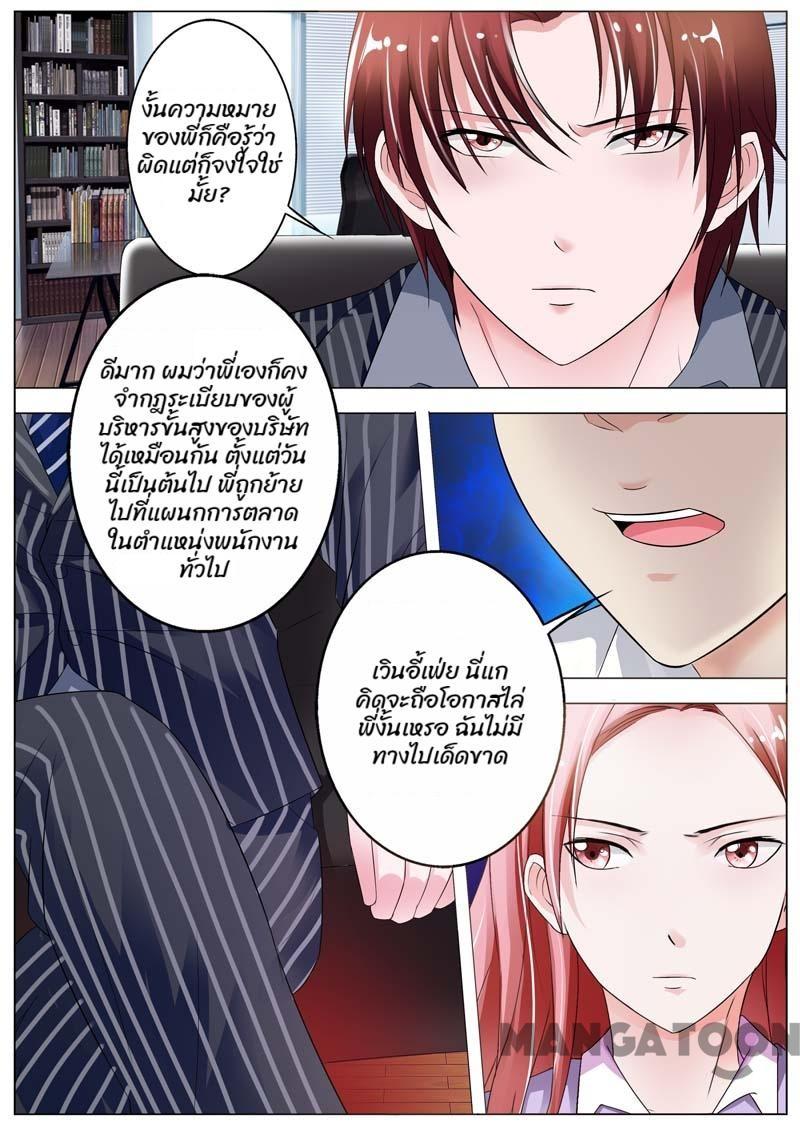 งั้นความหมาย
ของพี่ก็คือรู้ว่า
ผิดแต่ก็จงใจใช่
มั้ย?
ดีมาก ผมว่าพี่เองก็คง
จำกฎระเบียบของผู้
บริหารขั้นสูงของบริษัท
ได้เหมือนกัน ตั้งแต่วัน
นี้เป็นต้นไป พี่ถูกย้าย
ไปที่แผนกการตลาด
ในตำแหน่งพนักงาน
ทั่วไป
เวินอี้เฟ่ย นี่แก
คิดจะถือโอกาสไล่
พี่งั้นเหรอ ฉันไม่มี
ทางไปเด็ดขาด
MANGATOON